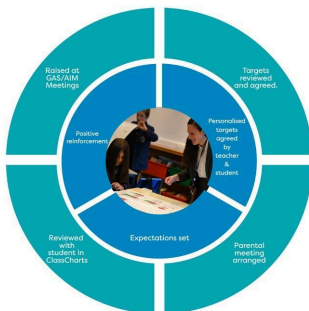 Raised at
GAS/AIM
Meetings
Targets
reviewed
and agreed.
Positive
reinforcement
Personalised
targets
agreed
by
teacher
&
student
Expectations set
Reviewed
with
student in
ClassCharts
Parental
meeting
arranged